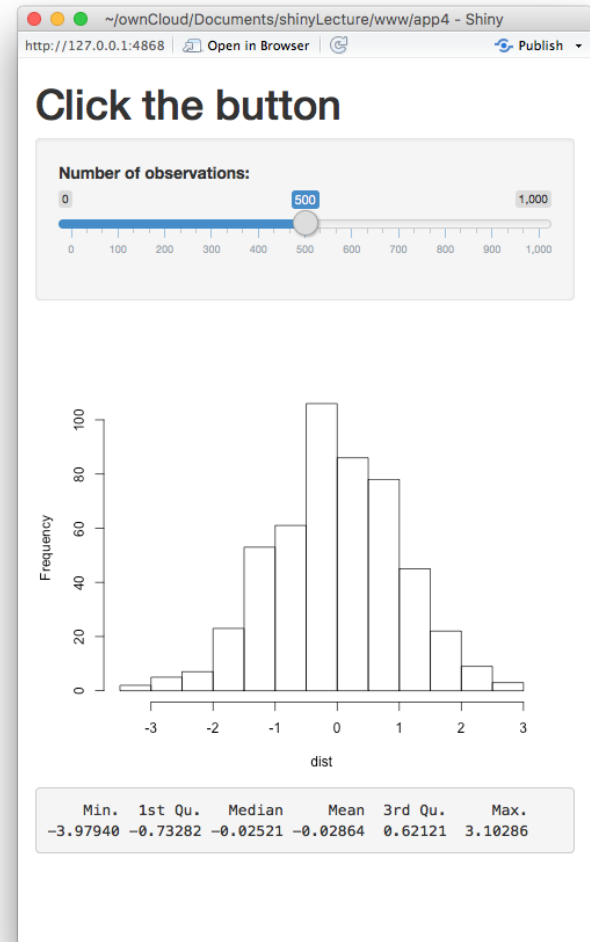 ~/ownCloud/Documents/shinyLecture/www/app4 - Shiny
http://127.0.0.1:4868 Open in Browser Publish
Click the button
Number of observations:
0 500 1,000
0 100 200 300 400 500 600 700 800 900 1,000
Frequency
100
80
60
40
20
0
-3 -2 -1 0 1 2 3
dist
Min. 1st Qu. Median Mean 3rd Qu. Max.
-3.97940 -0.73282 -0.02521 -0.02864 0.62121 3.10286